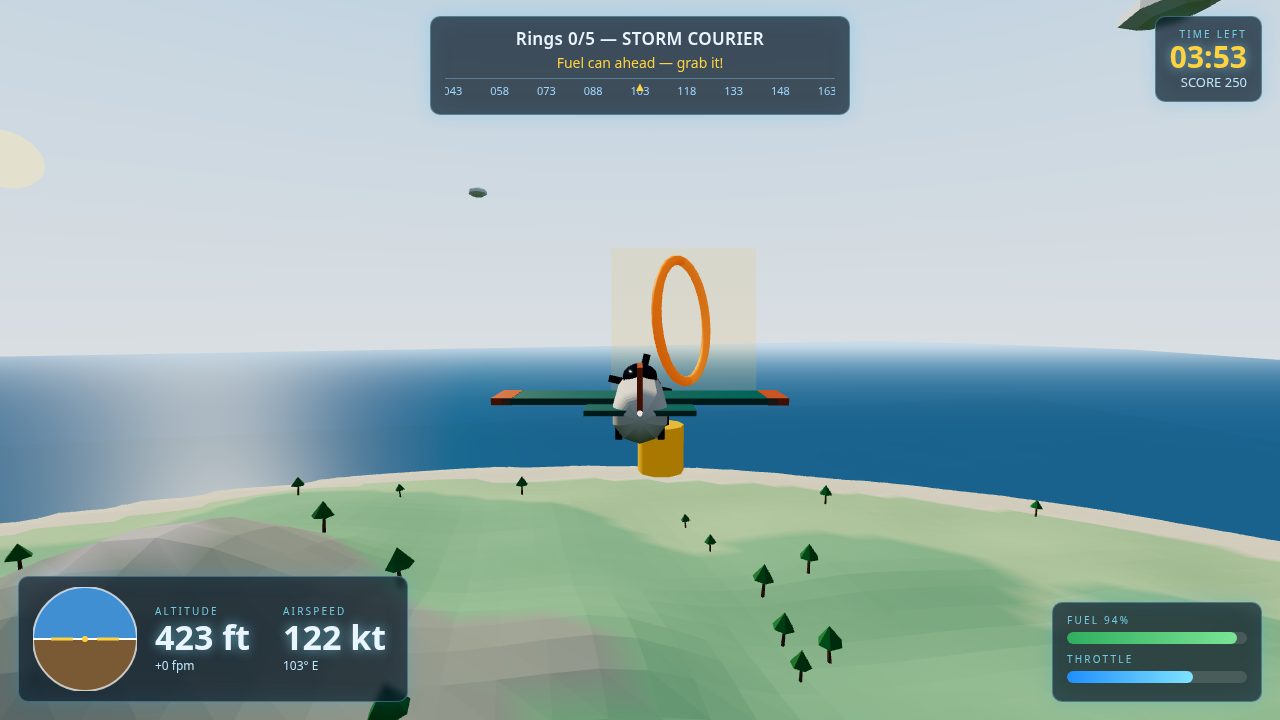 Rings 0/5 — STORM COURIER
Fuel can ahead — grab it!
043 058 073 088 103 118 133 148 163
TIME LEFT
03:53
SCORE 250
ALTITUDE
423 ft
+0 fpm
AIRSPEED
122 kt
103° E
FUEL 94%
THROTTLE